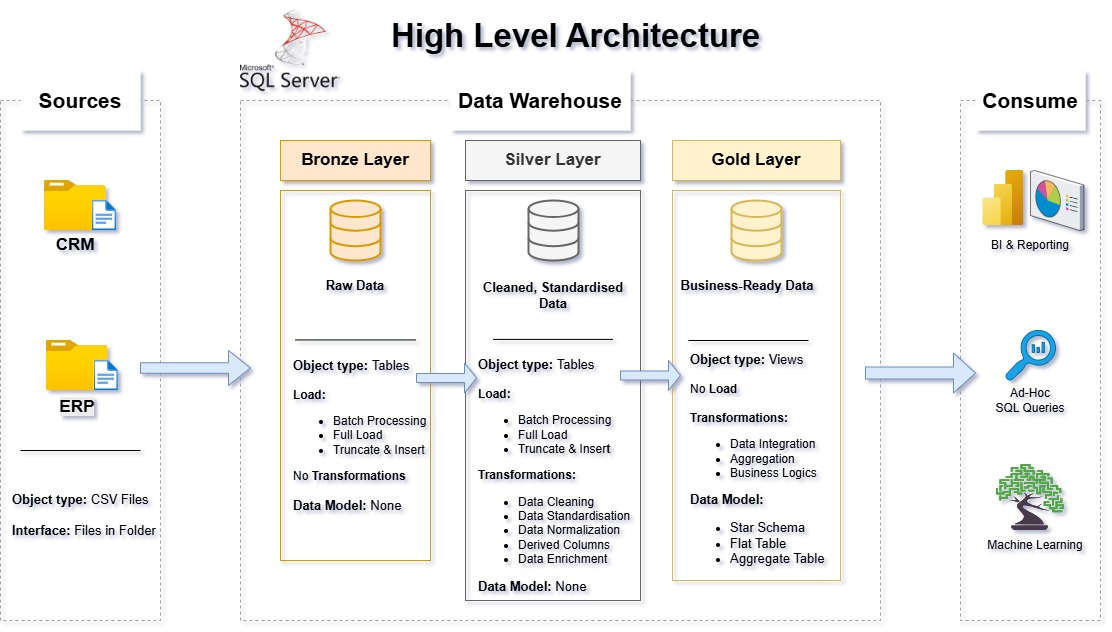 High Level Architecture
Microsoft®
SQL Server
Sources
CRM
ERP
Object type: CSV Files
Interface: Files in Folder
Data Warehouse
Bronze Layer
Raw Data
Object type: Tables
Load:
Batch Processing
Full Load
Truncate & Insert
No Transformations
Data Model: None
Silver Layer
Cleaned, Standardised
Data
Object type: Tables
Load:
Batch Processing
Full Load
Truncate & Insert
Transformations:
Data Cleaning
Data Standardisation
Data Normalization
Derived Columns
Data Enrichment
Data Model: None
Gold Layer
Business-Ready Data
Object type: Views
No Load
Transformations:
Data Integration
Aggregation
Business Logics
Data Model:
Star Schema
Flat Table
Aggregate Table
Consume
BI & Reporting
Ad-Hoc
SQL Queries
Machine Learning